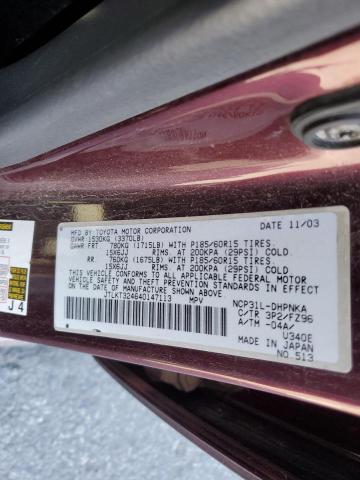 MFD BY: TOYOTA MOTOR CORPORATION DATE 11/03
GVWR: 1530KG (3370LB)
GAWR FRT 780KG (1715LB) WITH P185/60R15 TIRES.
15X6JJ RIMS. AT 200KPA (29PSI) COLD.
RR 760KG (1675LB) WITH P185/60R15 TIRES.
15X6JJ RIMS. AT 200KPA (29PSI) COLD.
THIS VEHICLE CONFORMS TO ALL APPLICABLE FEDERAL MOTOR
VEHICLE SAFETY, BUMPER, AND THEFT PREVENTION STANDARDS IN
EFFECT ON THE DATE OF MANUFACTURE SHOWN ABOVE.
JTLKT324640147113 MPV NCP31L-DHPNKA
C/TR 3P2/FZ96
A/TM -04A/ U340E
MADE IN JAPAN
NO. 513
J 4